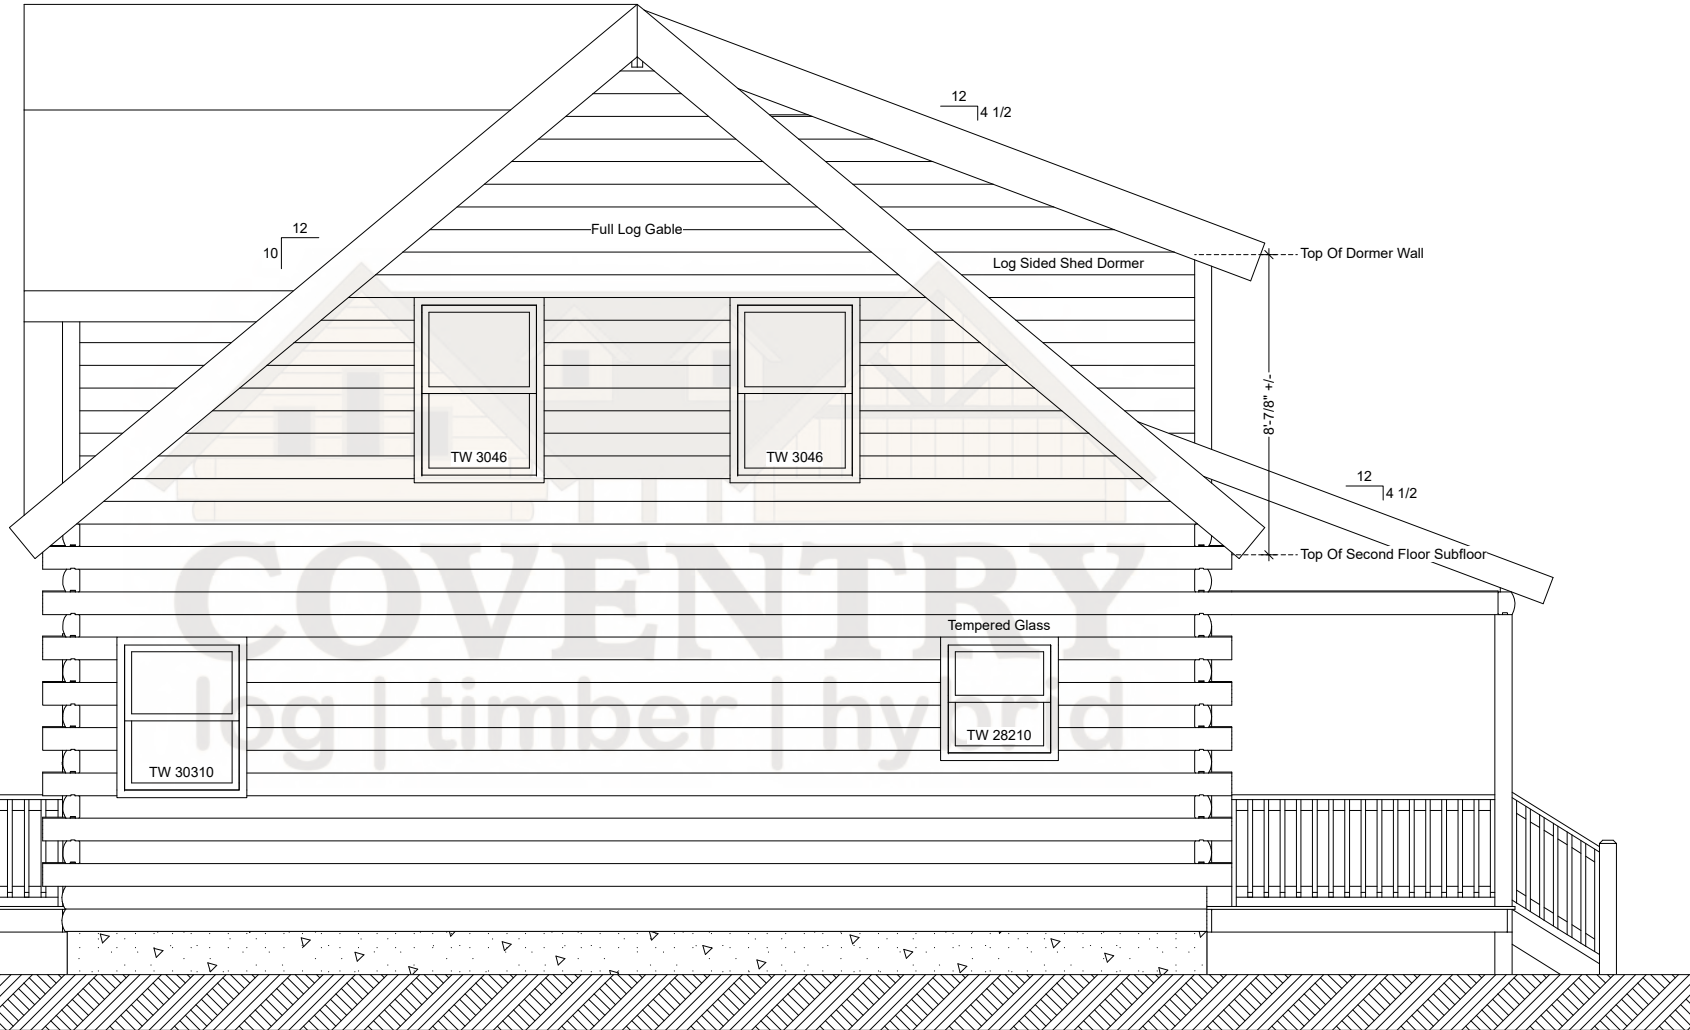 12
4 1/2
12
10
Full Log Gable
Top Of Dormer Wall
Log Sided Shed Dormer
8'-7/8" +/-
TW 3046
TW 3046
12
4 1/2
Top Of Second Floor Subfloor
COVENTRY
Tempered Glass
log | timber | hybrid
TW 28210
TW 30310